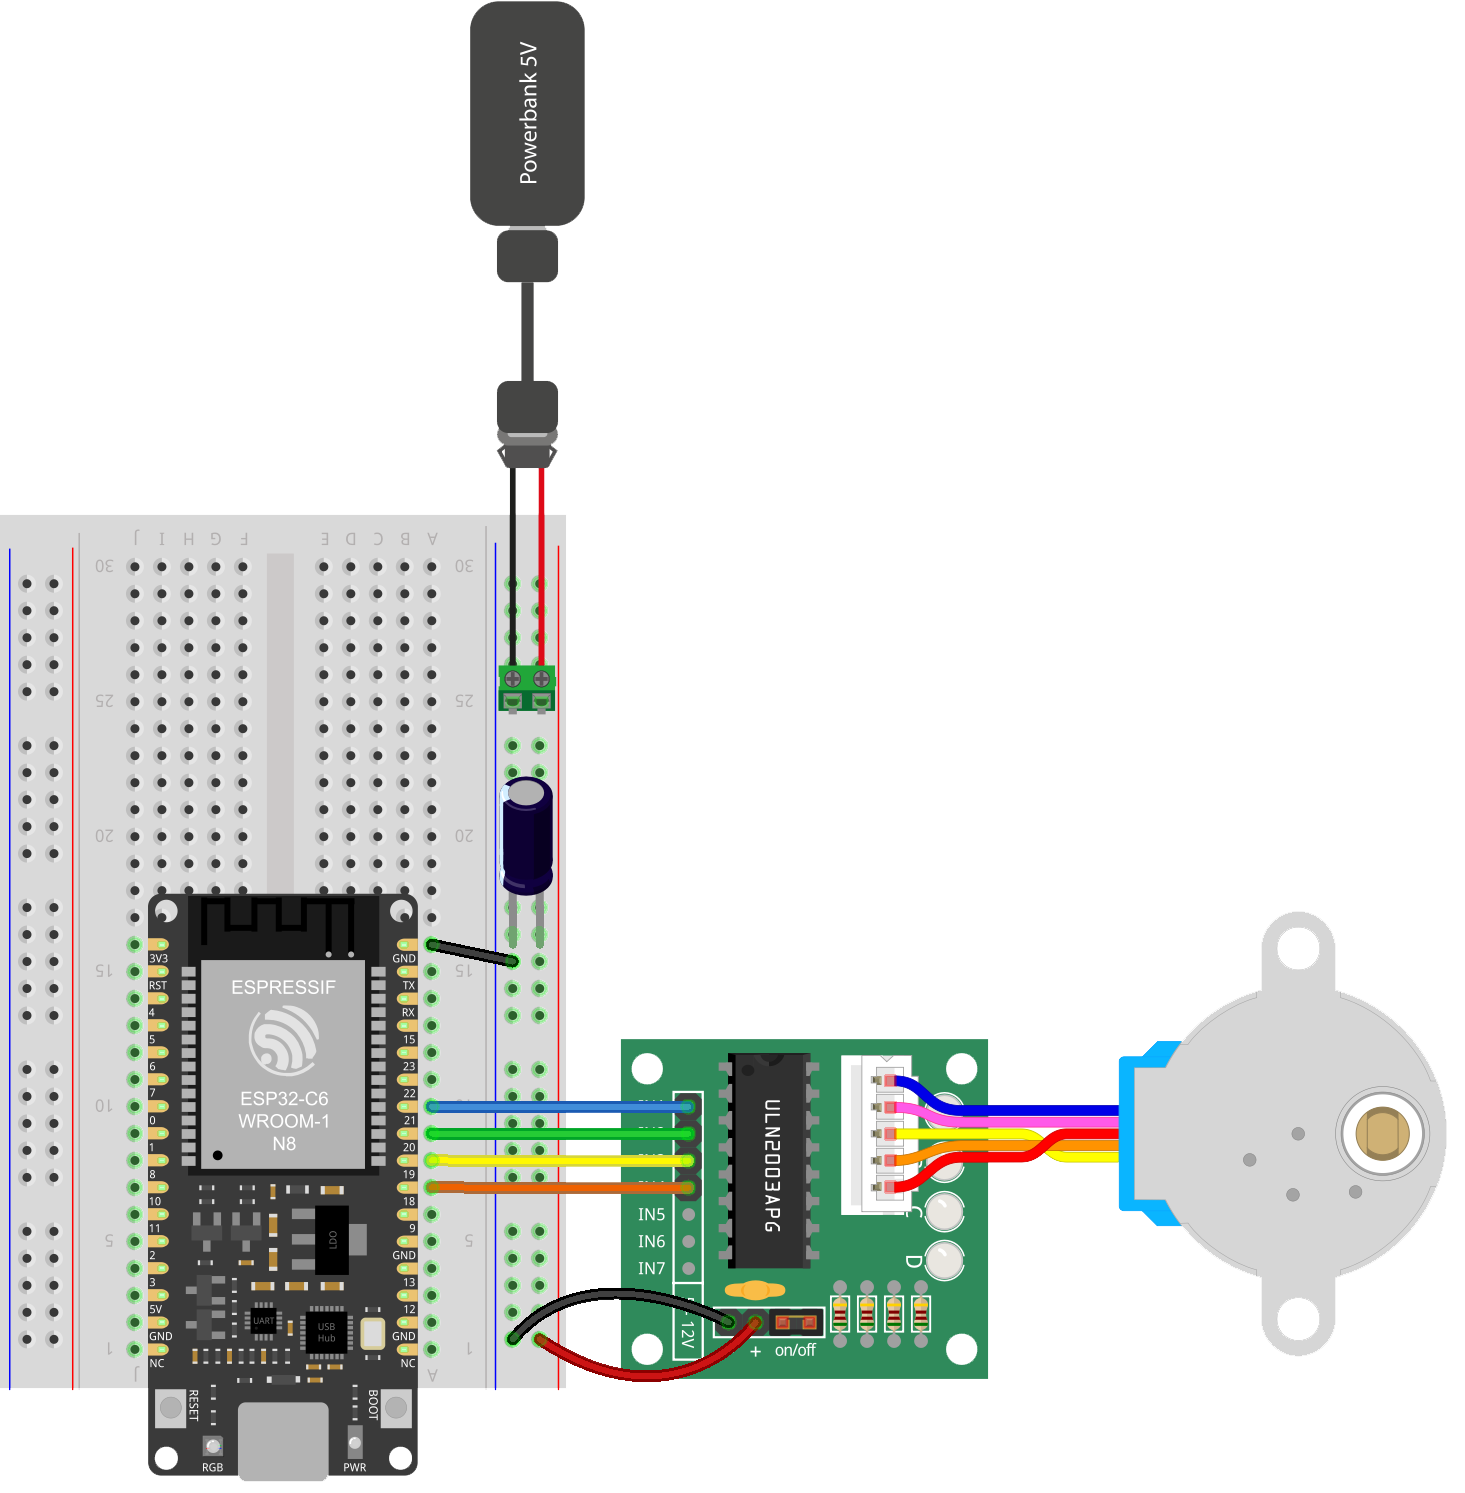 Powerbank 5V
J I H G F E D C B A
30 30
25 25
20 20
15 15
10
5 5
1 1
J A
3V3
RST
4
5
6
7
0
1
8
10
11
2
3
5V
GND
NC
GND
TX
RX
15
23
22
21
20
19
18
9
GND
13
12
GND
NC
ESPRESSIF
ESP32-C6
WROOM-1
N8
LDO
UART
USB
Hub
RESET
BOOT
RGB
PWR
ULN2003APG
IN5
IN6
IN7
12V
+ on/off
C
D